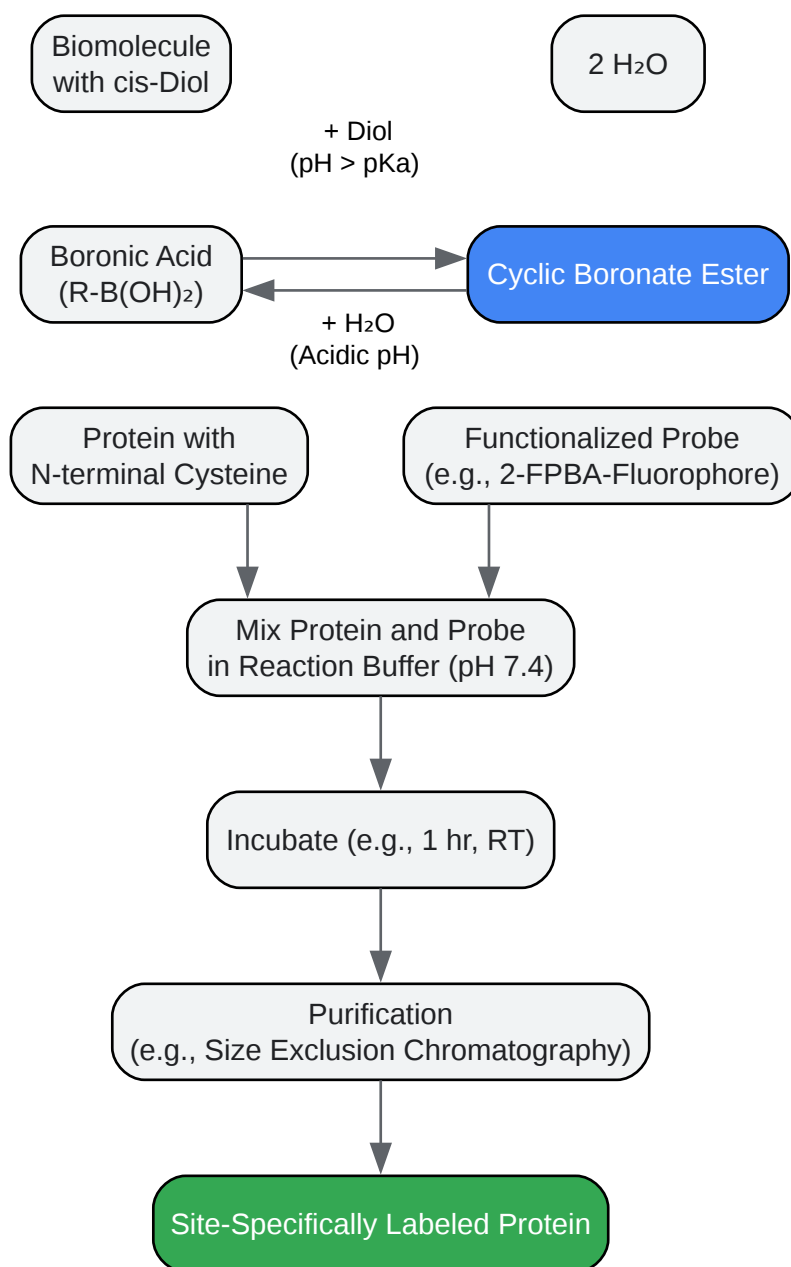 Biomolecule
with cis-Diol
2 H₂O
+ Diol
(pH > pKa)
Boronic Acid
(R-B(OH)₂)
Cyclic Boronate Ester
+ H₂O
(Acidic pH)
Protein with
N-terminal Cysteine
Functionalized Probe
(e.g., 2-FPBA-Fluorophore)
Mix Protein and Probe
in Reaction Buffer (pH 7.4)
Incubate (e.g., 1 hr, RT)
Purification
(e.g., Size Exclusion Chromatography)
Site-Specifically Labeled Protein